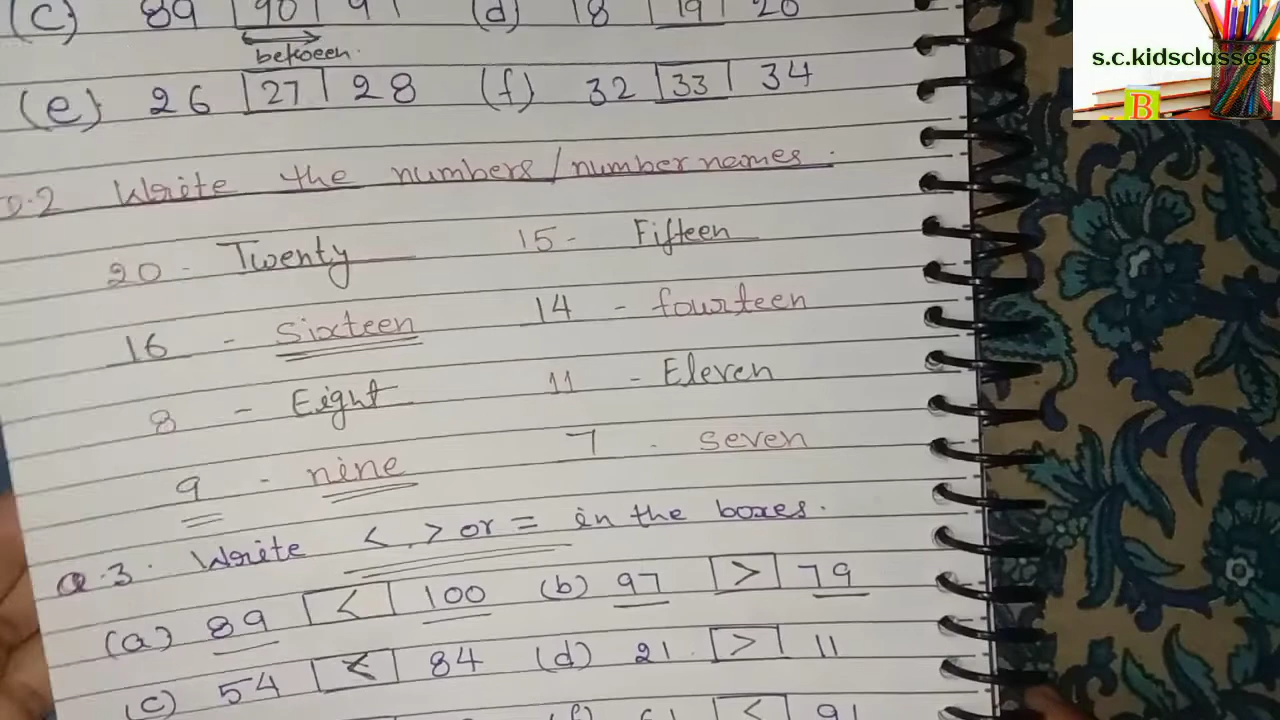 (c) 89 90 91 (d) 18 19 20
between.
(e) 26 27 28 (f) 32 33 34
Q.2 Write the numbers/number names.
20 - Twenty 15 - Fifteen
16 - Sixteen 14 - fourteen
8 - Eight 11 - Eleven
9 - nine 7 - seven
Q.3. Write <, > or = in the boxes.
(a) 89 < 100 (b) 97 > 79
(c) 54 < 84 (d) 21 > 11
(f) 61 < 91
s.c.kidsclasses
B